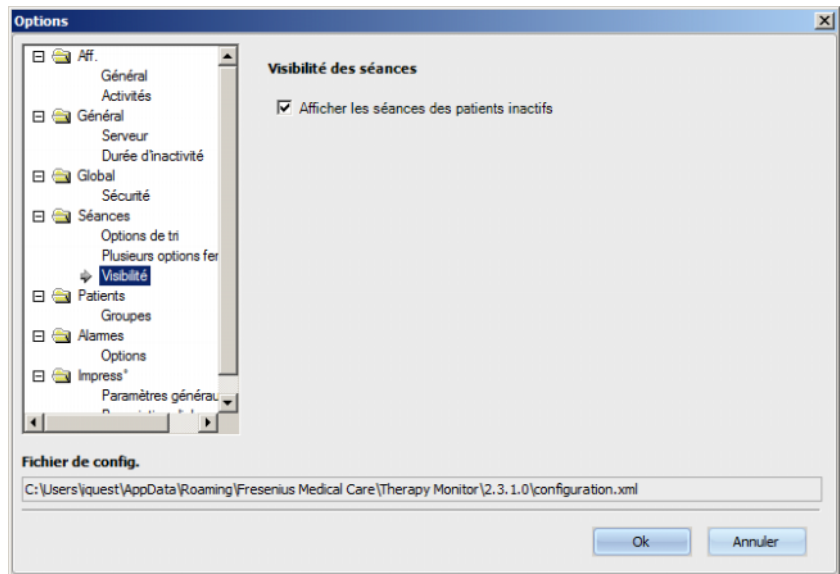 Options
Aff.
Général
Activités
Général
Serveur
Durée d'inactivité
Global
Sécurité
Séances
Options de tri
Plusieurs options fer
Visibilité
Patients
Groupes
Alarmes
Options
Impress°
Paramètres générau
Visibilité des séances
Afficher les séances des patients inactifs
Fichier de config.
C:\Users\iquest\AppData\Roaming\Fresenius Medical Care\Therapy Monitor\2.3.1.0\configuration.xml
Ok
Annuler